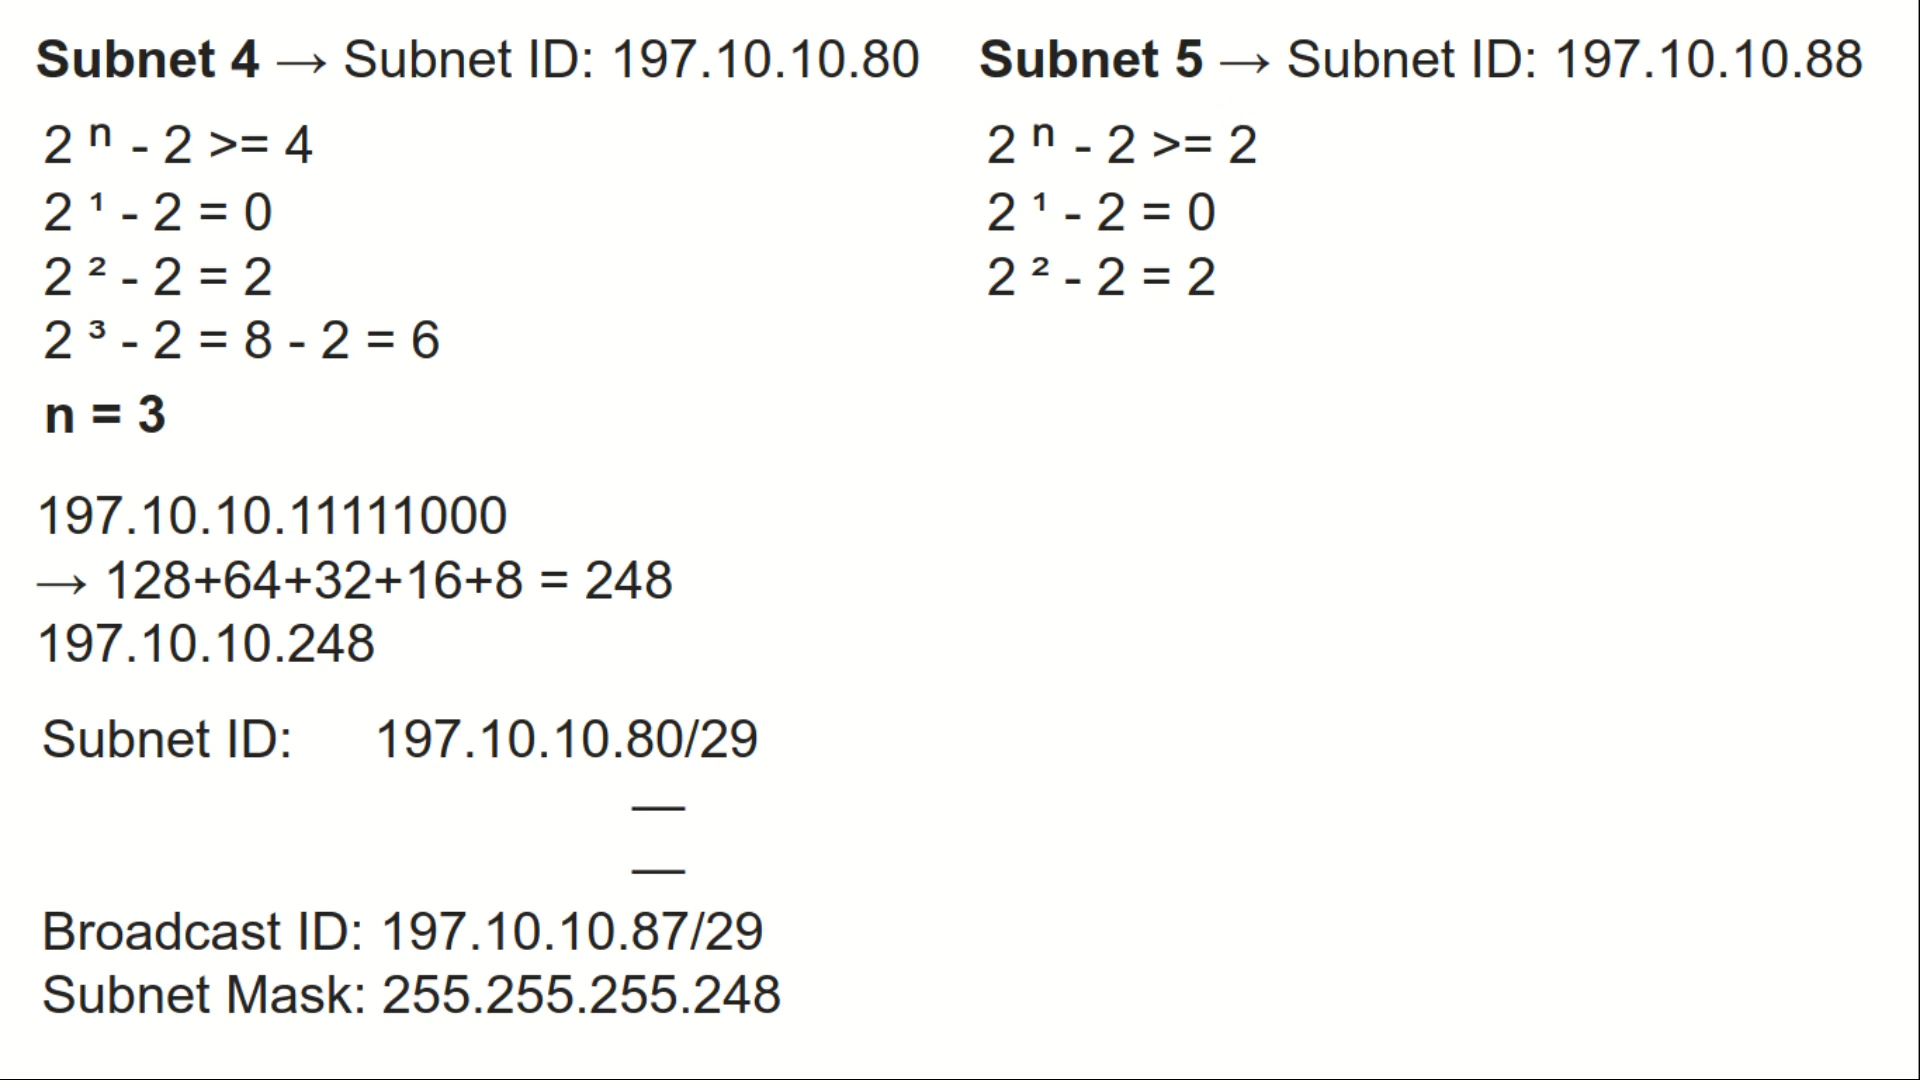 Subnet 4 → Subnet ID: 197.10.10.80
2 ⁿ - 2 >= 4
2 ¹ - 2 = 0
2 ² - 2 = 2
2 ³ - 2 = 8 - 2 = 6
n = 3
197.10.10.11111000
→ 128+64+32+16+8 = 248
197.10.10.248
Subnet ID: 197.10.10.80/29
—
—
Broadcast ID: 197.10.10.87/29
Subnet Mask: 255.255.255.248
Subnet 5 → Subnet ID: 197.10.10.88
2 ⁿ - 2 >= 2
2 ¹ - 2 = 0
2 ² - 2 = 2